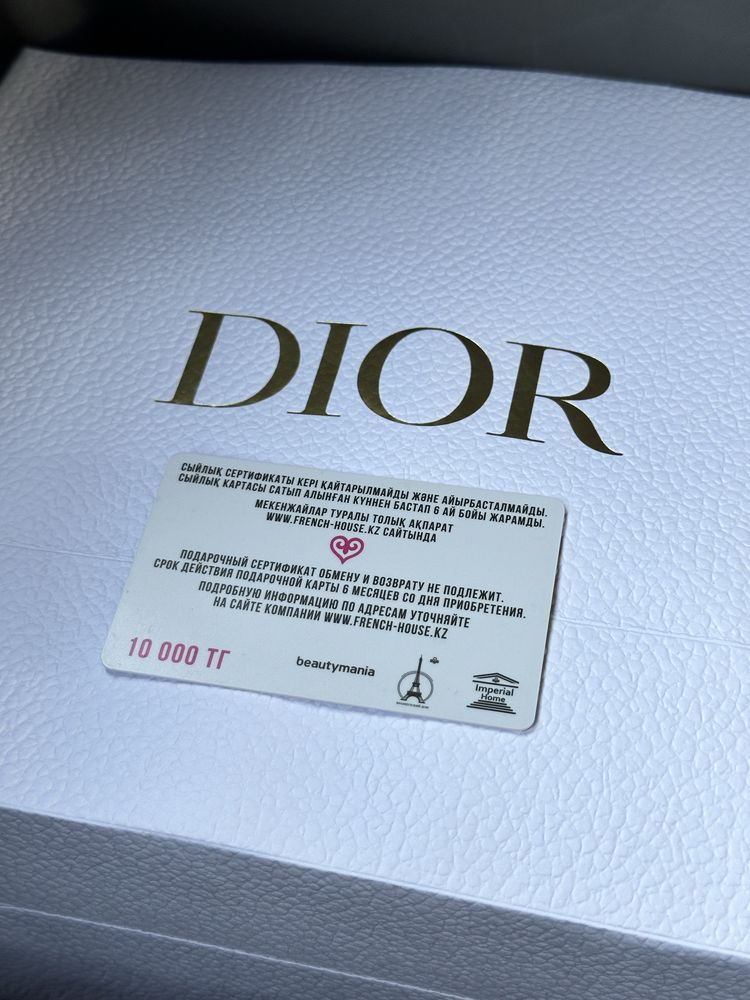 DIOR
СЫЙЛЫҚ СЕРТИФИКАТЫ КЕРІ ҚАЙТАРЫЛМАЙДЫ ЖӘНЕ АЙЫРБАСТАЛМАЙДЫ.
СЫЙЛЫҚ КАРТАСЫ САТЫП АЛЫНҒАН КҮННЕН БАСТАП 6 АЙ БОЙЫ ЖАРАМДЫ.
МЕКЕНЖАЙЛАР ТУРАЛЫ ТОЛЫҚ АҚПАРАТ
WWW.FRENCH-HOUSE.KZ САЙТЫНДА
ПОДАРОЧНЫЙ СЕРТИФИКАТ ОБМЕНУ И ВОЗВРАТУ НЕ ПОДЛЕЖИТ.
СРОК ДЕЙСТВИЯ ПОДАРОЧНОЙ КАРТЫ 6 МЕСЯЦЕВ СО ДНЯ ПРИОБРЕТЕНИЯ.
ПОДРОБНУЮ ИНФОРМАЦИЮ ПО АДРЕСАМ УТОЧНЯЙТЕ
НА САЙТЕ КОМПАНИИ WWW.FRENCH-HOUSE.KZ
10 000 ТГ
beautymania
Imperial
Home